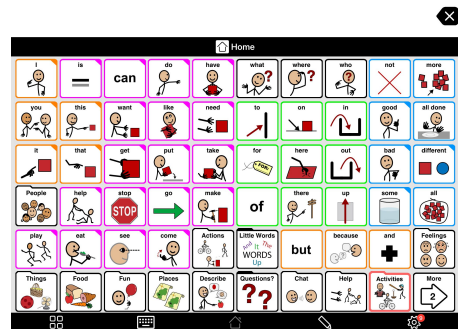 Home
I is can do have what where who not more
you this want like need to on in good all done
it that get put take for here out bad different
People help stop go make of there up some all
play eat see come Actions Little Words but because and Feelings
Things Food Fun Places Describe Questions? Chat Help Activities More
STOP
FOR
And It The
WORDS
Up
2